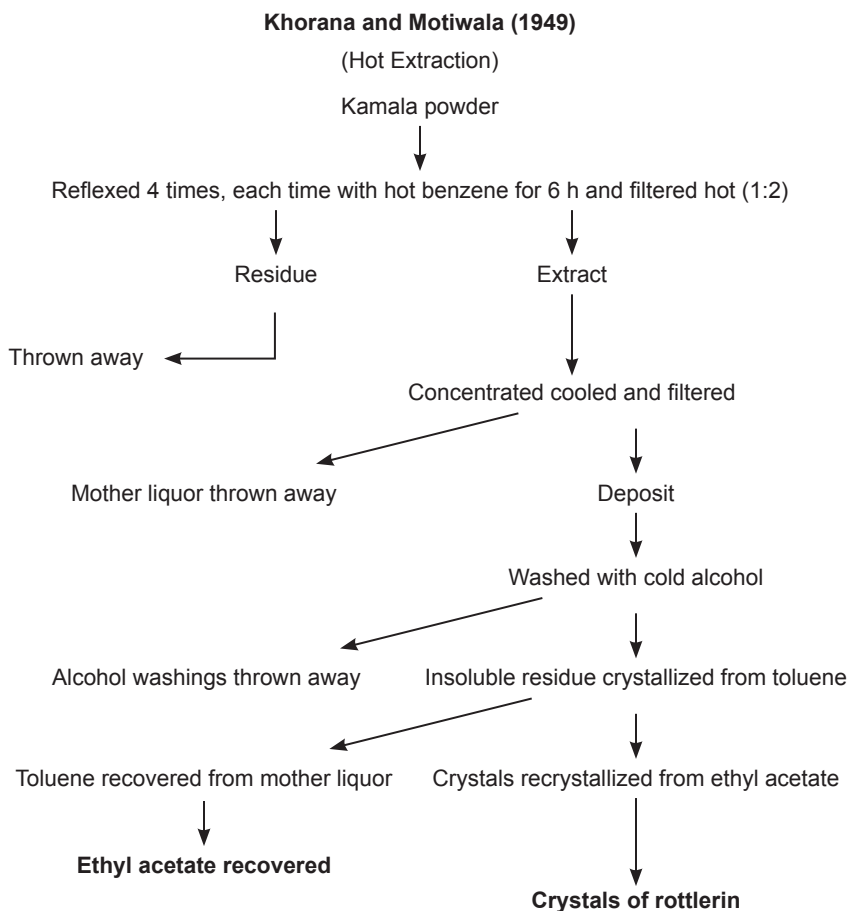 Khorana and Motiwala (1949)
(Hot Extraction)
Kamala powder
Reflexed 4 times, each time with hot benzene for 6 h and filtered hot (1:2)
Residue
Extract
Thrown away
Concentrated cooled and filtered
Mother liquor thrown away
Deposit
Washed with cold alcohol
Alcohol washings thrown away
Insoluble residue crystallized from toluene
Toluene recovered from mother liquor
Crystals recrystallized from ethyl acetate
Ethyl acetate recovered
Crystals of rottlerin